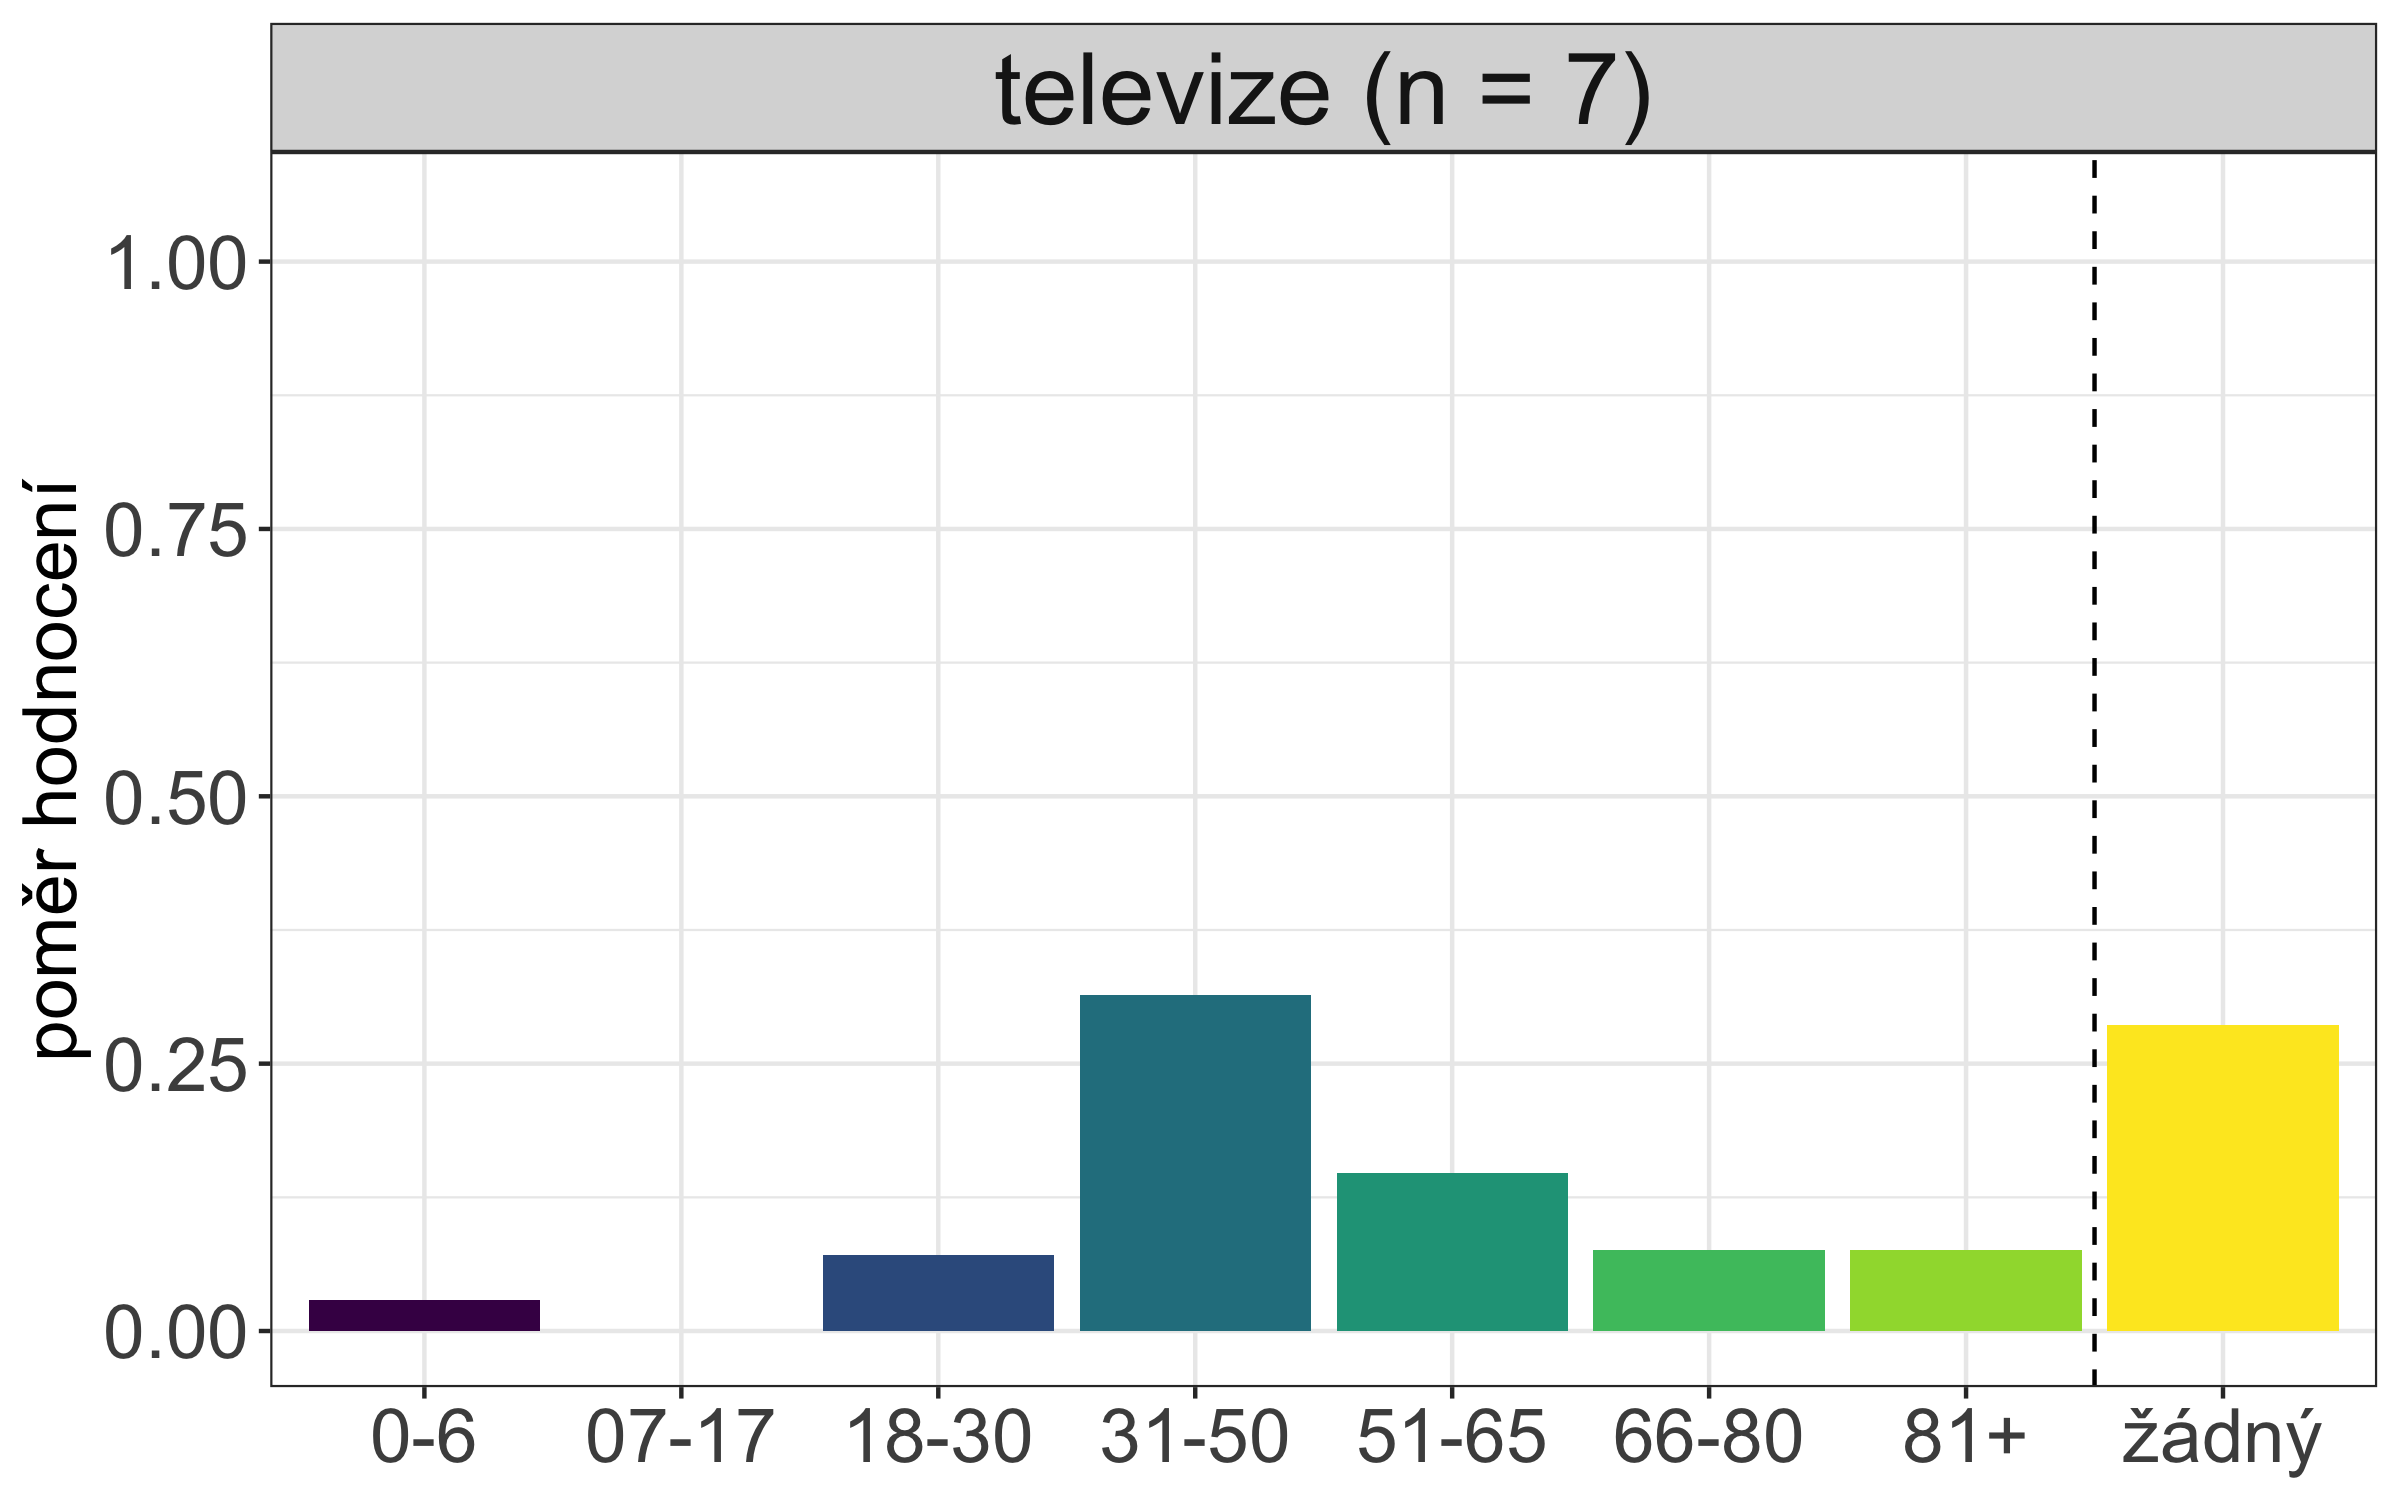 televize (n = 7)
poměr hodnocení
1.00
0.75
0.50
0.25
0.00
0-6 07-17 18-30 31-50 51-65 66-80 81+ žádný